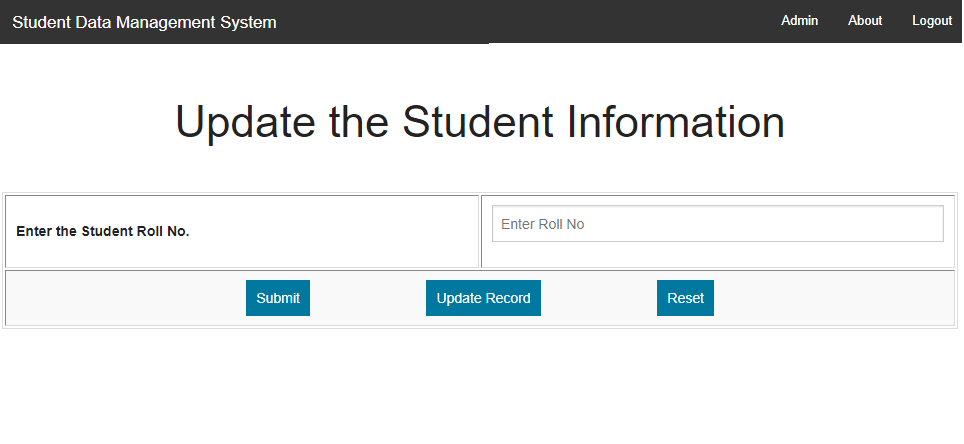 Student Data Management System Admin About Logout
Update the Student Information
Enter the Student Roll No. Enter Roll No
Submit Update Record Reset